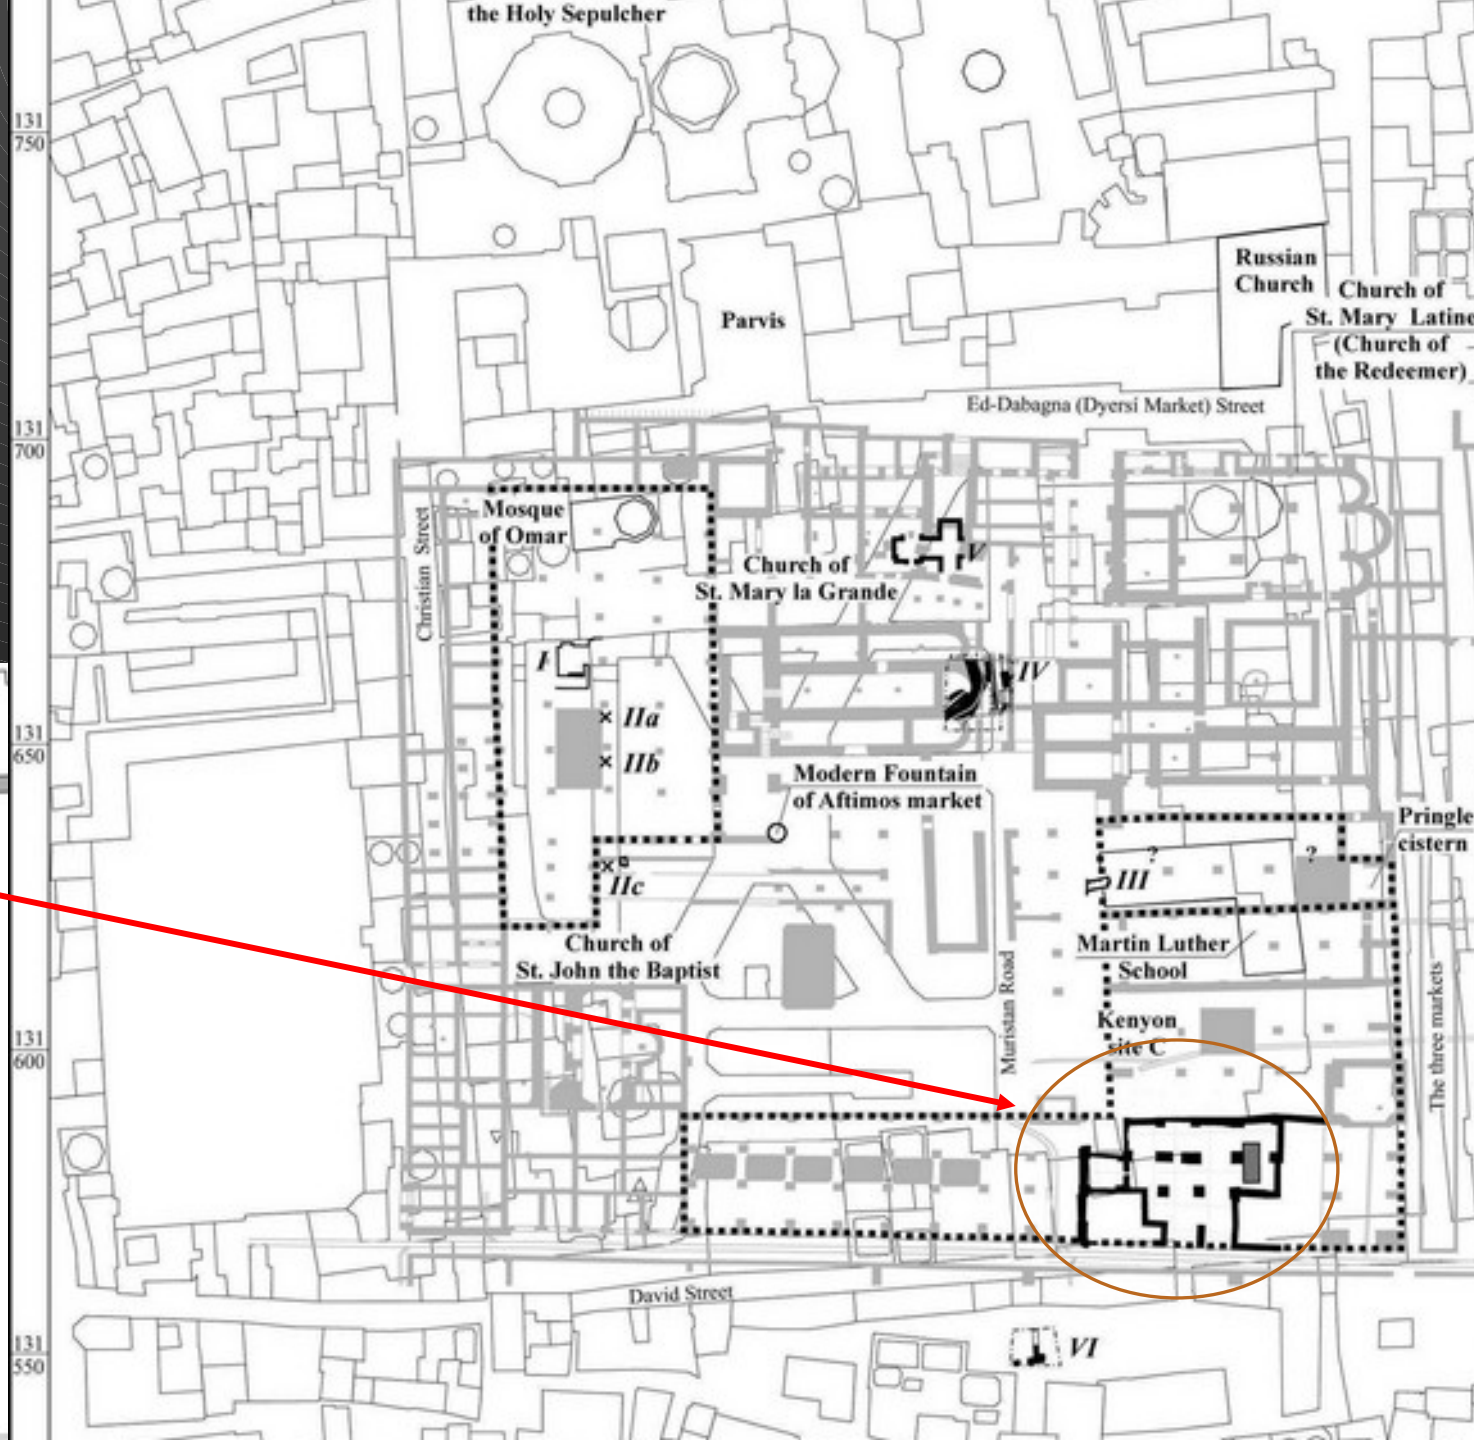 the Holy Sepulcher
131
750
Russian
Church
Church of
St. Mary Latine
(Church of
the Redeemer)
Parvis
Ed-Dabagna (Dyersi Market) Street
131
700
Mosque
of Omar
Christian Street
Church of
St. Mary la Grande
V
I
IV
IIa
131
650
IIb
Modern Fountain
of Aftimos market
Pringle
cistern
?
?
IIc
III
Church of
St. John the Baptist
Martin Luther
School
Muristan Road
The three markets
Kenyon
site C
131
600
David Street
131
550
VI